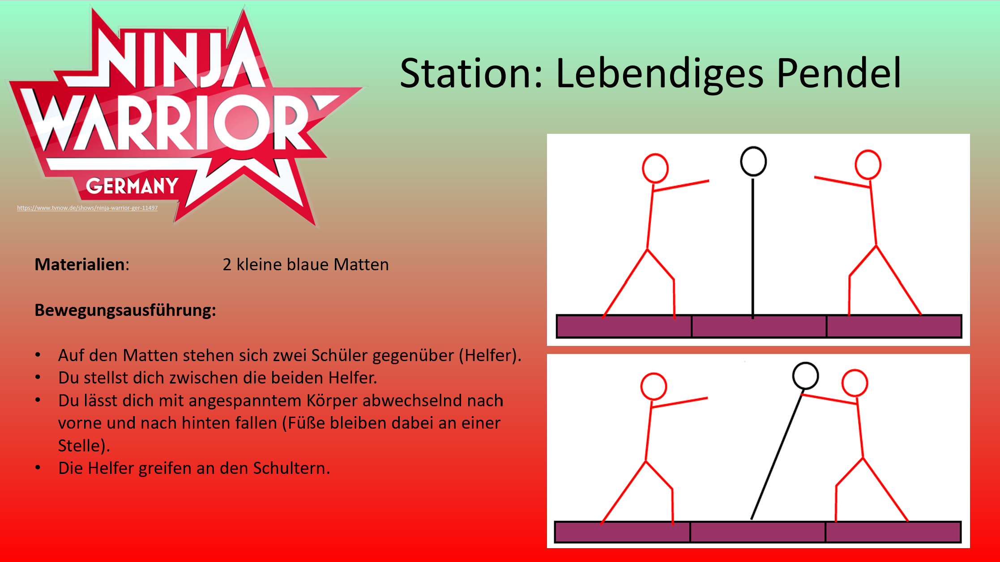 NINJA
WARRIOR
GERMANY
https://www.tvnow.de/shows/ninja-warrior-ger-11497
Station: Lebendiges Pendel
Materialien: 2 kleine blaue Matten
Bewegungsausführung:
• Auf den Matten stehen sich zwei Schüler gegenüber (Helfer).
• Du stellst dich zwischen die beiden Helfer.
• Du lässt dich mit angespanntem Körper abwechselnd nach
vorne und nach hinten fallen (Füße bleiben dabei an einer
Stelle).
• Die Helfer greifen an den Schultern.